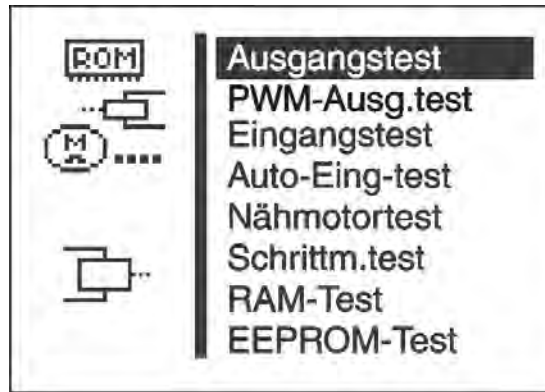 ROM
M
Ausgangstest
PWM-Ausg.test
Eingangstest
Auto-Eing-test
Nähmotortest
Schrittm.test
RAM-Test
EEPROM-Test